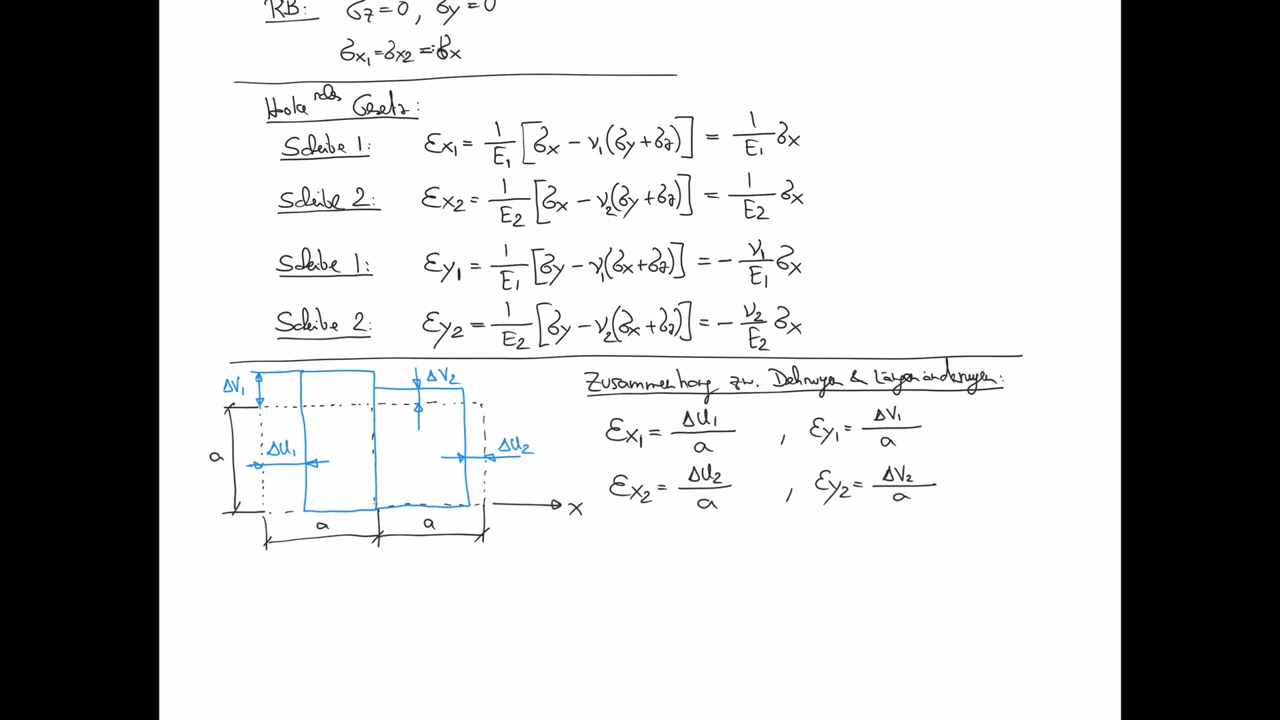 RB: σz=0, σy=0
σx₁=σx₂=σx
Hooke'sches Gesetz:
Scheibe 1: εx₁ = 1/E₁ [σx − ν₁(σy+σz)] = 1/E₁ σx
Scheibe 2: εx₂ = 1/E₂ [σx − ν₂(σy+σz)] = 1/E₂ σx
Scheibe 1: εy₁ = 1/E₁ [σy − ν₁(σx+σz)] = − ν₁/E₁ σx
Scheibe 2: εy₂ = 1/E₂ [σy − ν₂(σx+σz)] = − ν₂/E₂ σx
Zusammenhang zw. Dehnungen & Längenänderungen:
εx₁ = Δu₁/a , εy₁ = Δv₁/a
εx₂ = Δu₂/a , εy₂ = Δv₂/a
Δv₁
Δv₂
a
Δu₁
Δu₂
x
a
a